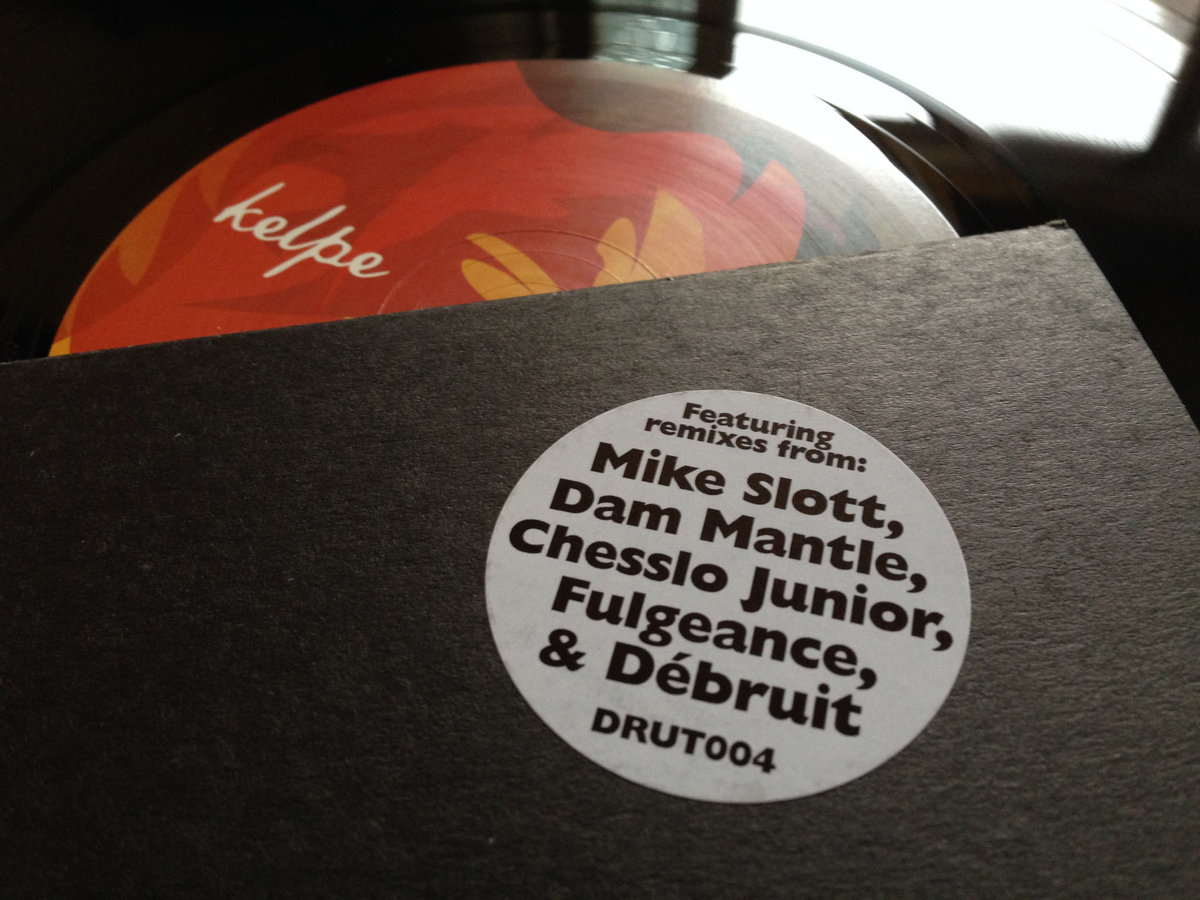 kelpe
Featuring
remixes from:
Mike Slott,
Dam Mantle,
Chesslo Junior,
Fulgeance,
& Débruit
DRUT004